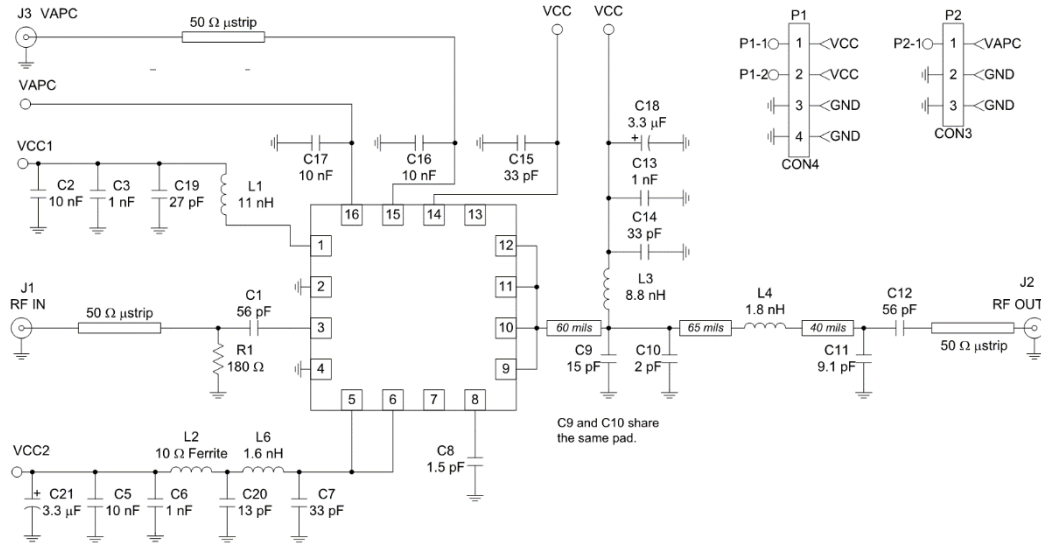 J3 VAPC
50 Ω µstrip
VCC
VCC
P1
P1-1
1
VCC
P1-2
2
VCC
3
GND
4
GND
CON4
P2
P2-1
1
VAPC
2
GND
3
GND
CON3
VAPC
C17
10 nF
C16
10 nF
C15
33 pF
C18
3.3 µF
+
C13
1 nF
C14
33 pF
VCC1
C2
10 nF
C3
1 nF
C19
27 pF
L1
11 nH
16
15
14
13
1
2
3
4
12
11
10
9
5
6
7
8
J1
RF IN
50 Ω µstrip
C1
56 pF
R1
180 Ω
L3
8.8 nH
60 mils
65 mils
L4
1.8 nH
40 mils
C12
56 pF
J2
RF OUT
50 Ω µstrip
C9
15 pF
C10
2 pF
C11
9.1 pF
C9 and C10 share
the same pad.
C8
1.5 pF
VCC2
L2
10 Ω Ferrite
L6
1.6 nH
+
C21
3.3 µF
C5
10 nF
C6
1 nF
C20
13 pF
C7
33 pF